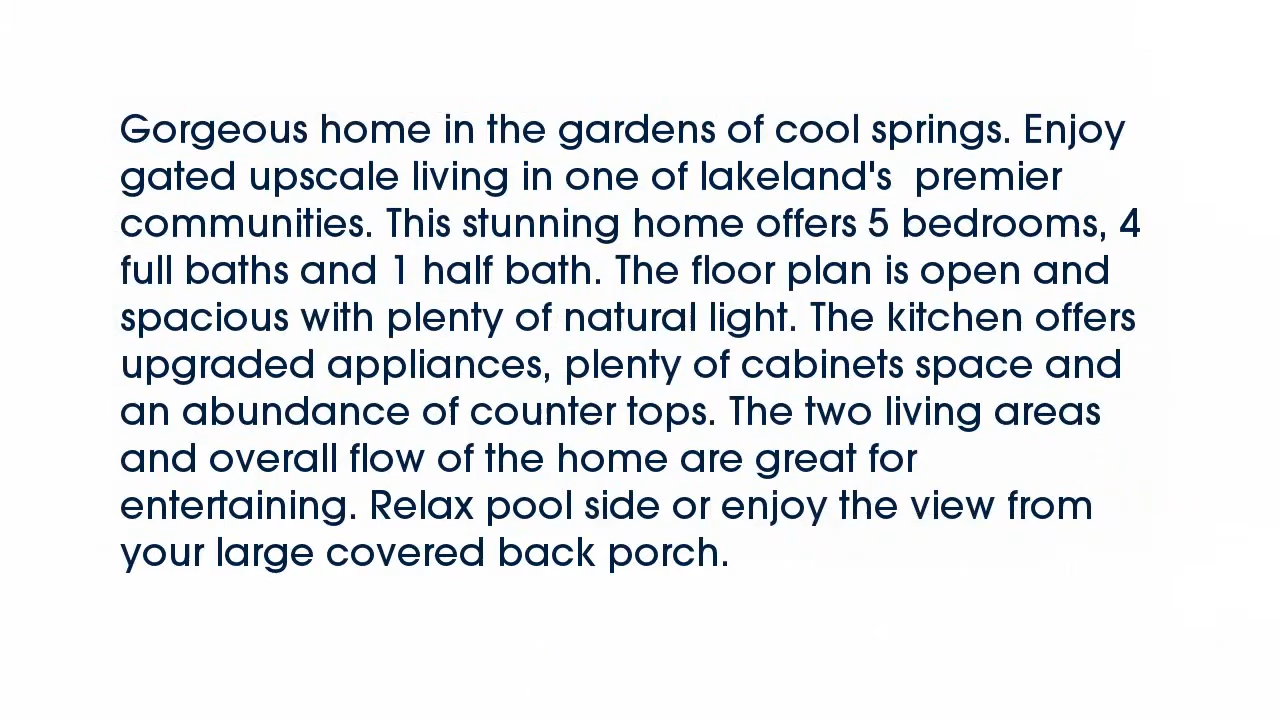 Gorgeous home in the gardens of cool springs. Enjoy
gated upscale living in one of lakeland's  premier
communities. This stunning home offers 5 bedrooms, 4
full baths and 1 half bath. The floor plan is open and
spacious with plenty of natural light. The kitchen offers
upgraded appliances, plenty of cabinets space and
an abundance of counter tops. The two living areas
and overall flow of the home are great for
entertaining. Relax pool side or enjoy the view from
your large covered back porch.